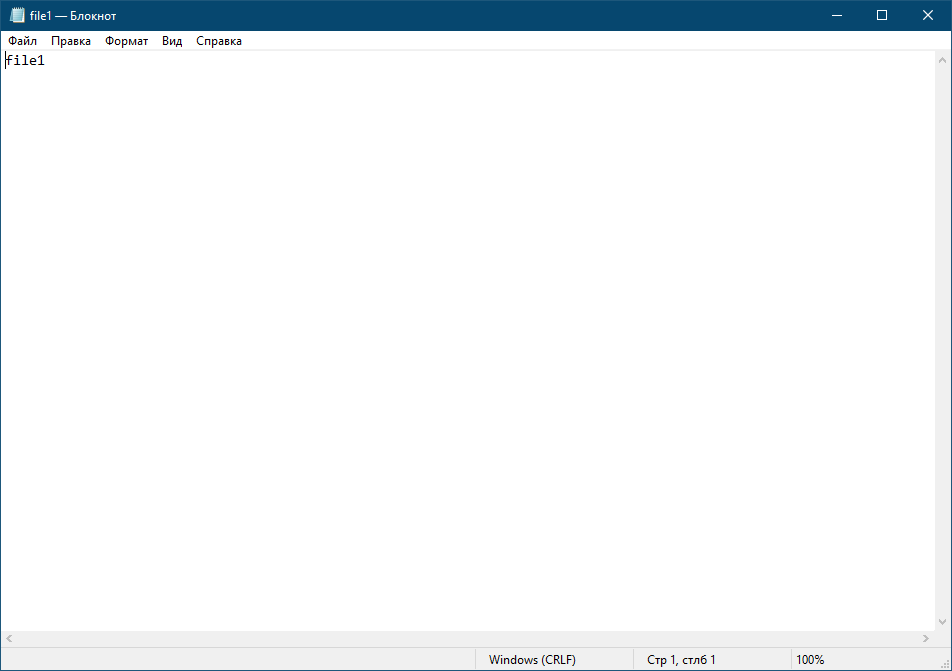 file1 — Блокнот
Файл Правка Формат Вид Справка
file1
Windows (CRLF) Стр 1, стлб 1 100%